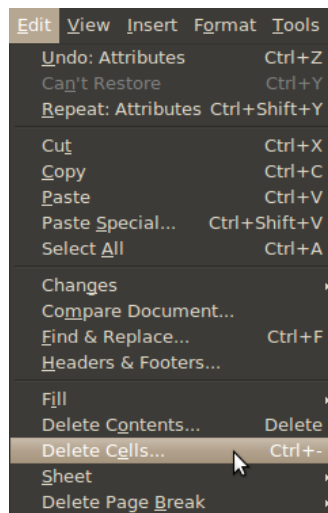 Edit View Insert Format Tools
Undo: Attributes Ctrl+Z
Can't Restore Ctrl+Y
Repeat: Attributes Ctrl+Shift+Y
Cut Ctrl+X
Copy Ctrl+C
Paste Ctrl+V
Paste Special... Ctrl+Shift+V
Select All Ctrl+A
Changes
Compare Document...
Find & Replace... Ctrl+F
Headers & Footers...
Fill
Delete Contents... Delete
Delete Cells... Ctrl+-
Sheet
Delete Page Break